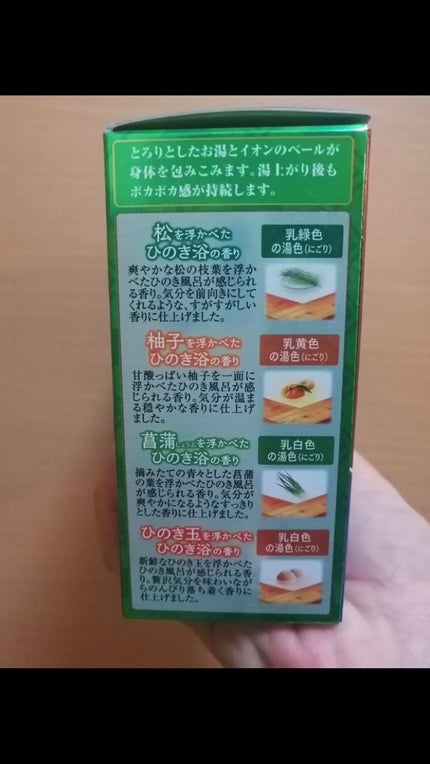 とろりとしたお湯とイオンのベールが
身体を包みこみます。湯上がり後も
ポカポカ感が持続します。
松を浮かべた
ひのき浴の香り
乳緑色
の湯色(にごり)
爽やかな松の枝葉を浮か
べたひのき風呂が感じられ
る香り。気分を前向きにして
くれるような、すがすがしい
香りに仕上げました。
柚子を浮かべた
ひのき浴の香り
乳黄色
の湯色(にごり)
甘酸っぱい柚子を一面に
浮かべたひのき風呂が感
じられる香り。気分が温ま
る穏やかな香りに仕上げ
ました。
菖蒲しょうぶを浮かべた
ひのき浴の香り
乳白色
の湯色(にごり)
摘みたての青々とした菖蒲
の葉を浮かべたひのき風呂
が感じられる香り。気分が
爽やかになるようなすっきり
とした香りに仕上げました。
ひのき玉を浮かべた
ひのき浴の香り
乳白色
の湯色(にごり)
新鮮なひのき玉を浮かべた
ひのき風呂が感じられる香
り。贅沢気分を味わいなが
らのんびり落ち着く香りに
仕上げました。